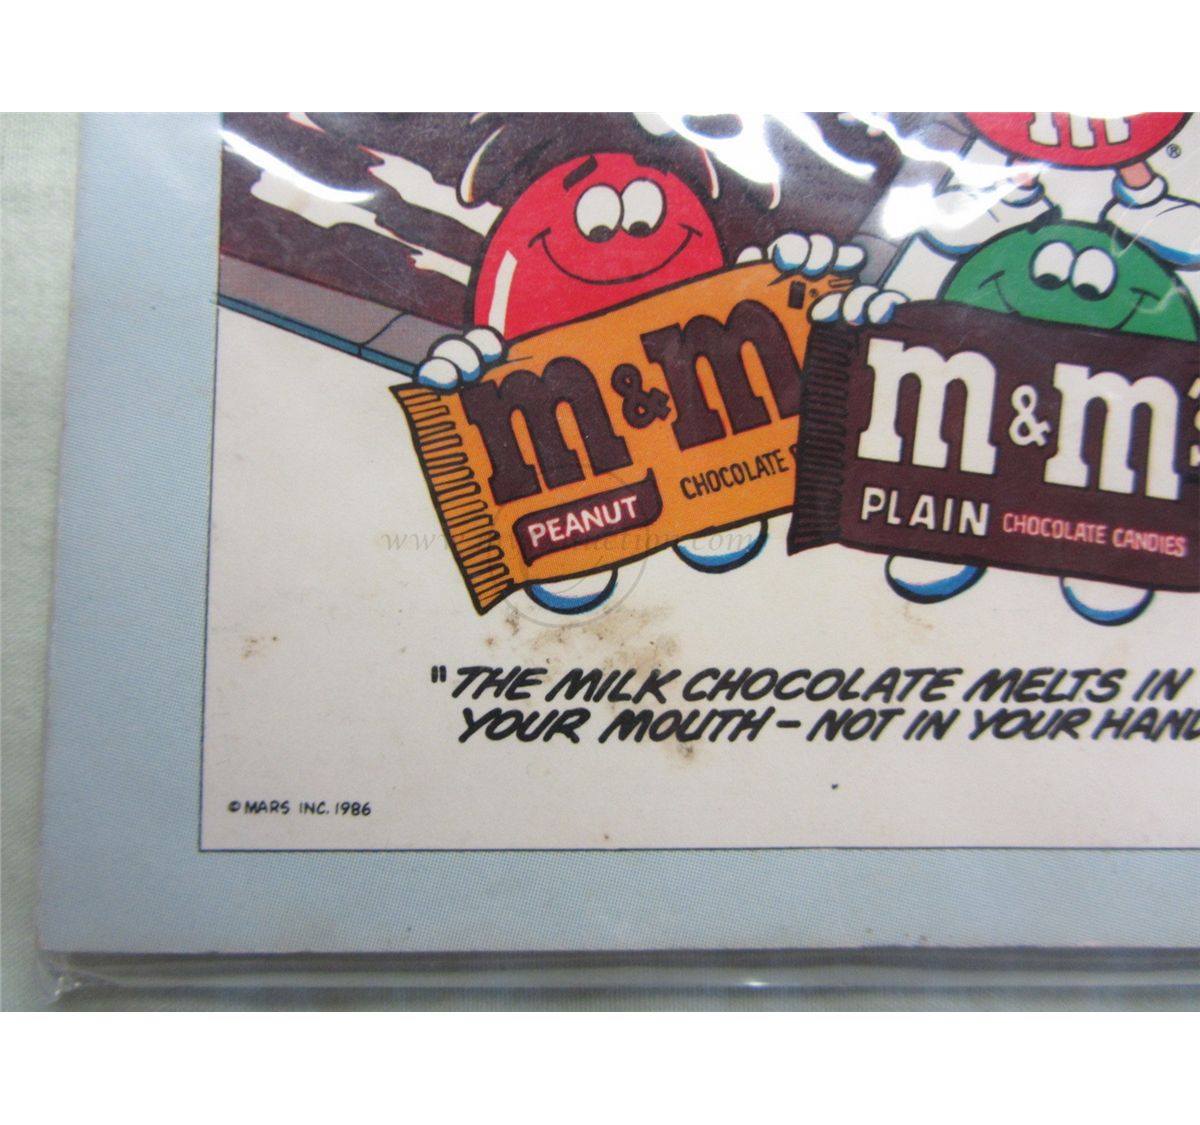 m
®
m&m's®
PEANUT
CHOCOLATE
m&m's
PLAIN CHOCOLATE CANDIES
"THE MILK CHOCOLATE MELTS IN
YOUR MOUTH – NOT IN YOUR HAND
© MARS INC. 1986